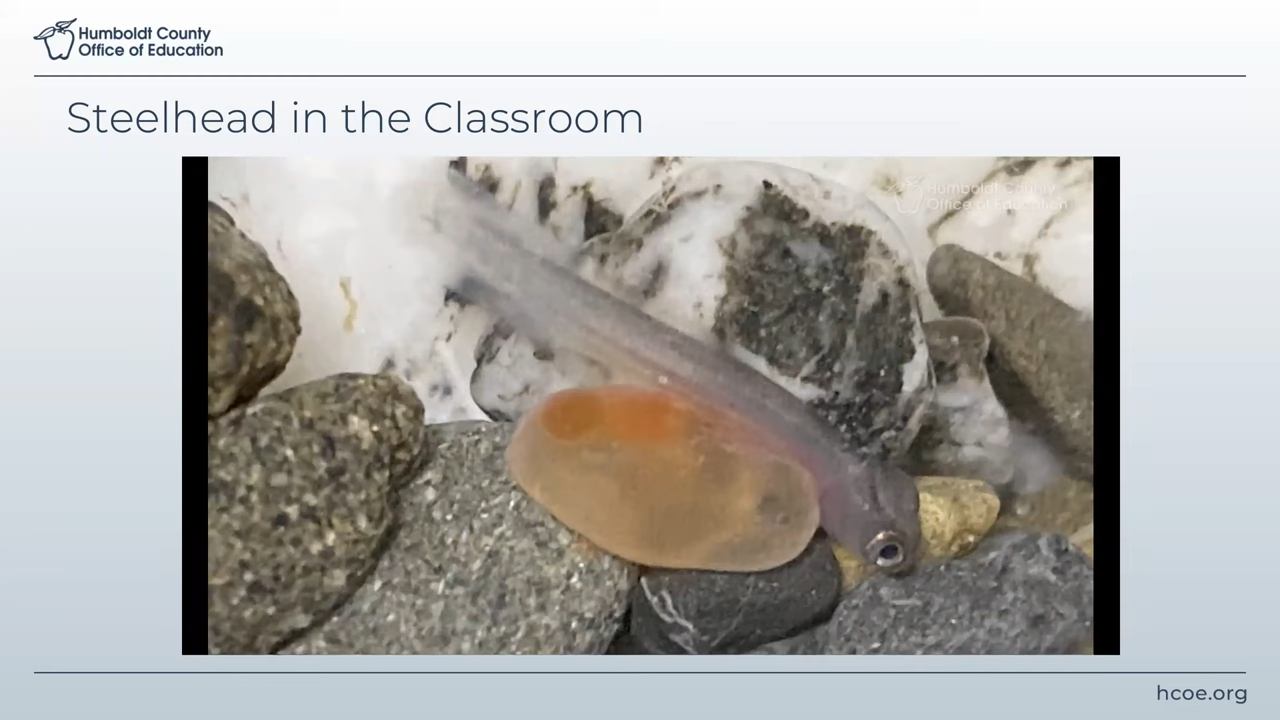 Humboldt County
Office of Education
Steelhead in the Classroom
Humboldt County
Office of Education
hcoe.org